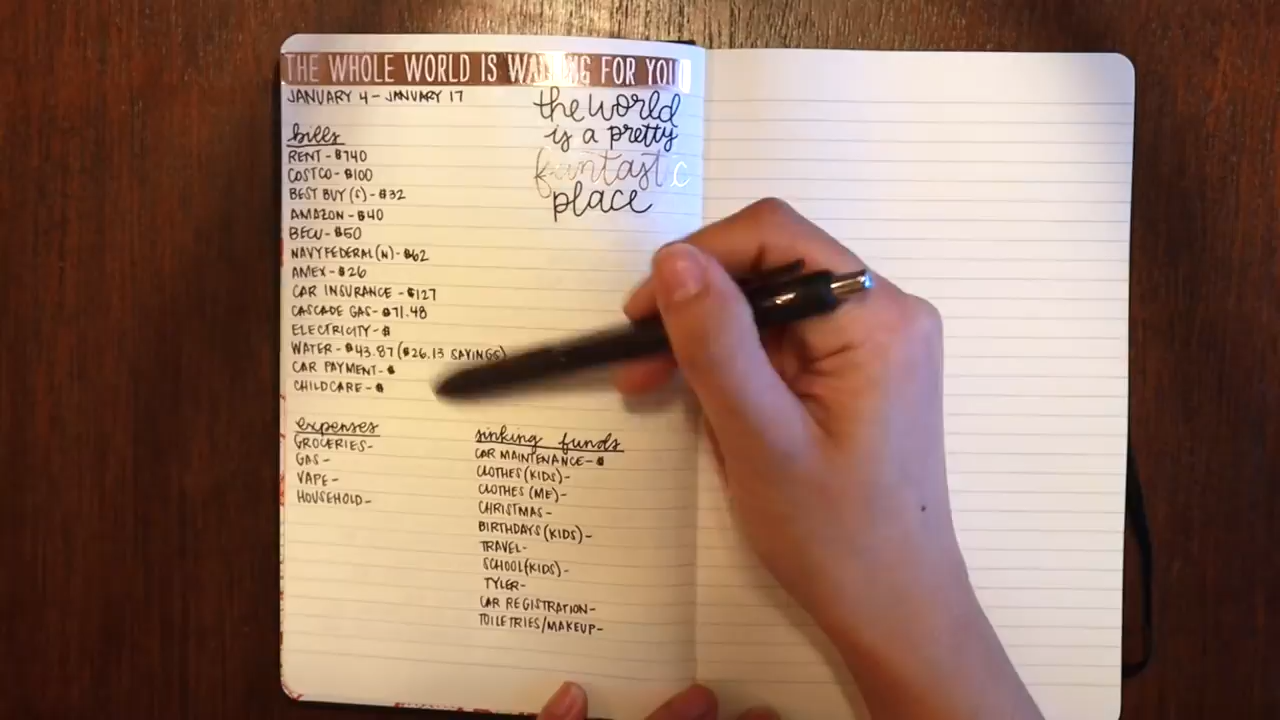 THE WHOLE WORLD IS WAITING FOR YOU
JANUARY 4 - JANUARY 17
the world
is a pretty
fantastic
place
bills
RENT - $740
COSTCO - $100
BEST BUY (C) - $32
AMAZON - $40
BECU - $50
NAVY FEDERAL (N) - $62
AMEX - $26
CAR INSURANCE - $127
CASCADE GAS - $71.48
ELECTRICITY - $
WATER - $43.87 ($26.13 SAVINGS)
CAR PAYMENT - $
CHILDCARE - $
expenses
GROCERIES -
GAS -
VAPE -
HOUSEHOLD -
sinking funds
CAR MAINTENANCE - $
CLOTHES (KIDS) -
CLOTHES (ME) -
CHRISTMAS -
BIRTHDAYS (KIDS) -
TRAVEL -
SCHOOL (KIDS) -
TYLER -
CAR REGISTRATION -
TOILETRIES/MAKEUP -